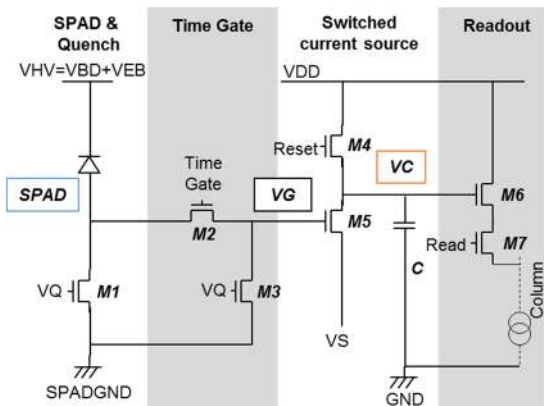 SPAD &
Quench
Time Gate
Switched
current source
Readout
VHV=VBD+VEB
VDD
Reset
M4
SPAD
Time
Gate
VG
VC
M6
M2
M5
Read
M7
VQ
M1
VQ
M3
C
Column
VS
SPADGND
GND